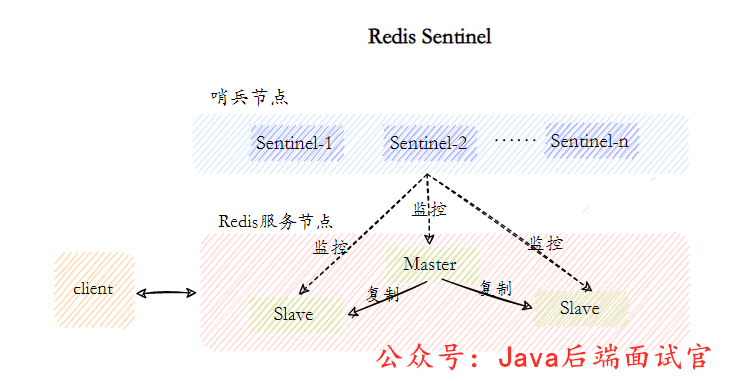 Redis Sentinel
哨兵节点
Sentinel-1
Sentinel-2
······
Sentinel-n
监控
Redis服务节点
监控
监控
Master
client
复制
复制
Slave
Slave
公众号：Java后端面试官